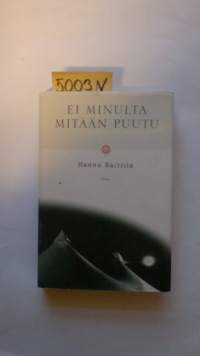 5003 N
EI MINULTA
MITÄÄN PUUTU
Hannu Raittila